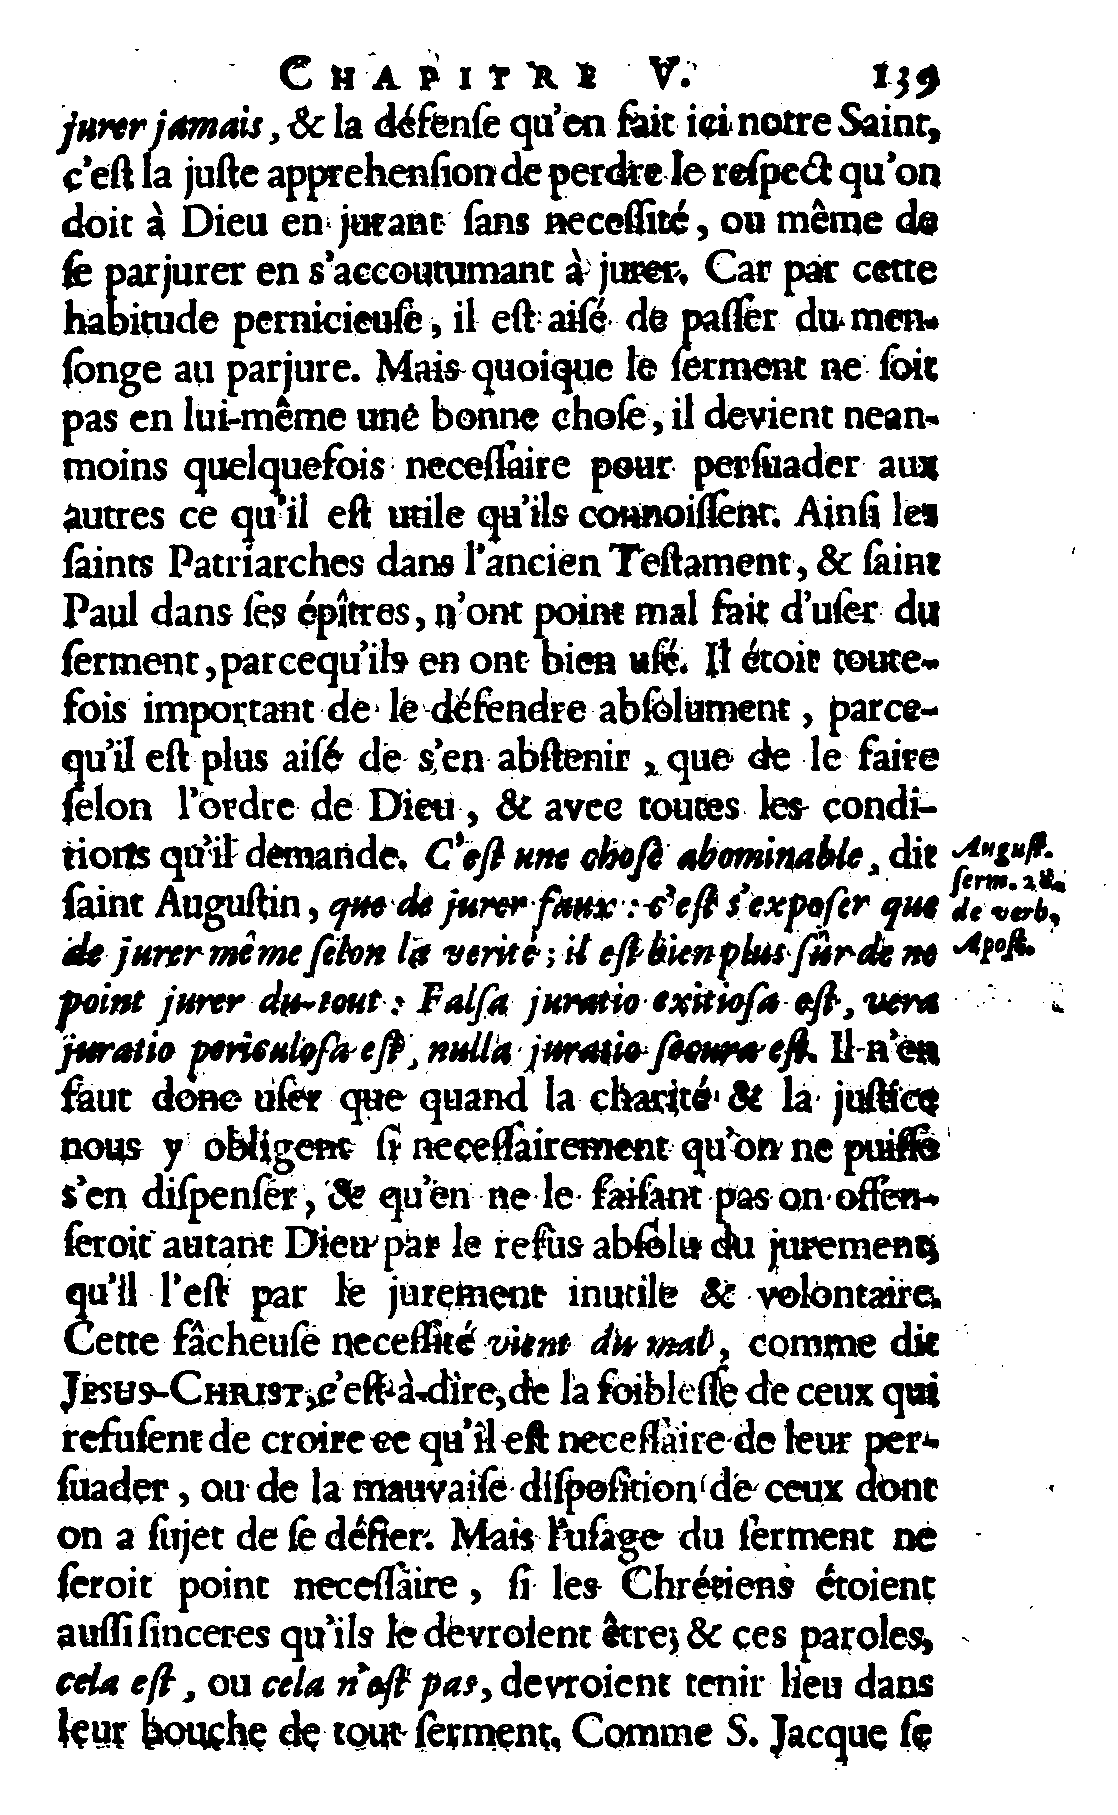 CHAPITRE V. 139
jurer jamais, & la défenſe qu'en fait ici notre Saint,
c'eſt la juſte apprehenſion de perdre le reſpect qu'on
doit à Dieu en jurant ſans neceſſité, ou même de
ſe parjurer en s'accoutumant à jurer. Car par cette
habitude pernicieuſe, il eſt aiſé de paſſer du men-
ſonge au parjure. Mais quoique le ſerment ne ſoit
pas en lui-même une bonne choſe, il devient nean-
moins quelquefois neceſſaire pour perſuader aux
autres ce qu'il eſt utile qu'ils connoiſſent. Ainſi les
ſaints Patriarches dans l'ancien Teſtament, & ſaint
Paul dans ſes épîtres, n'ont point mal fait d'uſer du
ſerment, parcequ'ils en ont bien uſé. Il étoit toute-
fois important de le défendre abſolument, parce-
qu'il eſt plus aiſé de s'en abſtenir, que de le faire
ſelon l'ordre de Dieu, & avec toutes les condi-
tions qu'il demande. C'eſt une choſe abominable, dit
ſaint Auguſtin, que de jurer faux : c'eſt s'expoſer que
de jurer même ſelon la verité ; il eſt bien plus ſûr de ne
point jurer du-tout : Falſa juratio exitioſa eſt, vera
juratio periculoſa eſt, nulla juratio ſecura eſt. Il n'en
faut donc uſer que quand la charité & la juſtice
nous y obligent ſi neceſſairement qu'on ne puiſſe
s'en diſpenſer, & qu'en ne le faiſant pas on offen-
ſeroit autant Dieu par le refus abſolu du jurement,
qu'il l'eſt par le jurement inutile & volontaire.
Cette fâcheuſe neceſſité vient du mal, comme dit
JESUS-CHRIST, c'eſt-à-dire, de la foibleſſe de ceux qui
refuſent de croire ce qu'il eſt neceſſaire de leur per-
ſuader, ou de la mauvaiſe diſpoſition de ceux dont
on a ſujet de ſe défier. Mais l'uſage du ſerment ne
ſeroit point neceſſaire, ſi les Chrétiens étoient
auſſi ſinceres qu'ils le devroient être; & ces paroles,
cela eſt, ou cela n'eſt pas, devroient tenir lieu dans
leur bouche de tout ſerment. Comme S. Jacque ſe
Auguſt.
ſerm. 28.
de verb.
Apoſt.